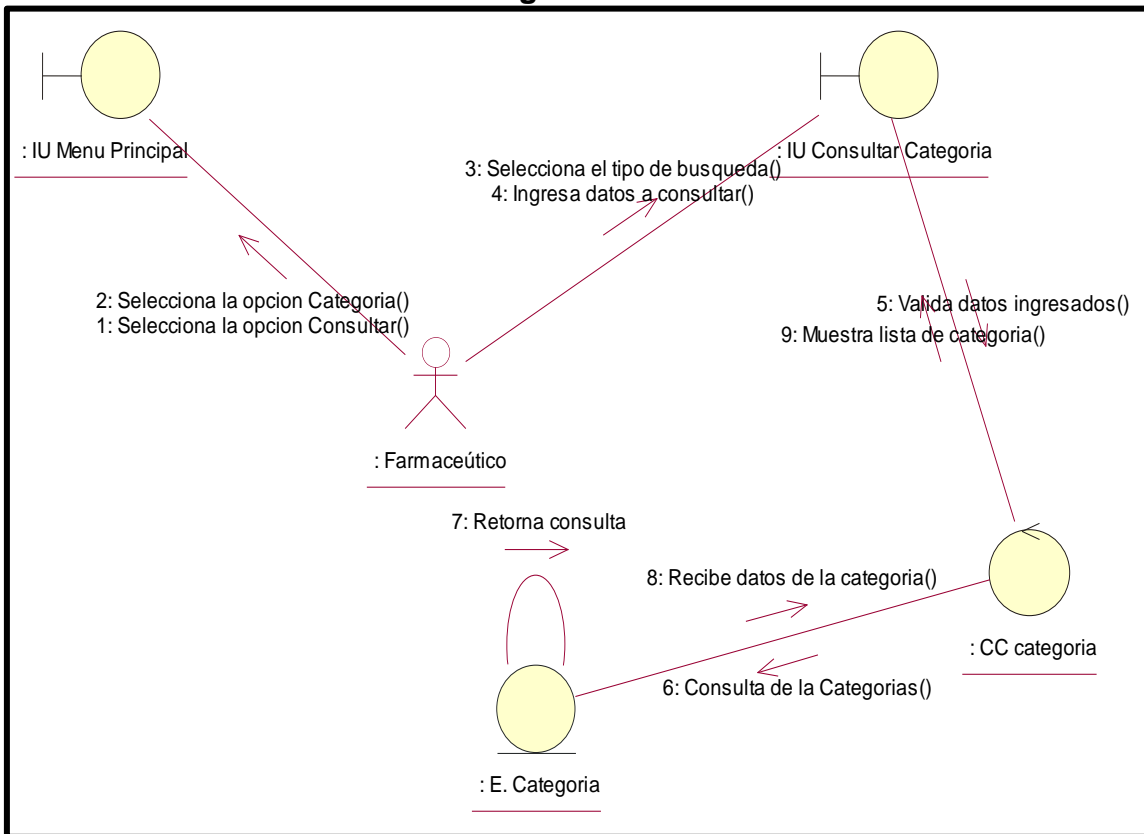 : IU Menu Principal
: IU Consultar Categoria
3: Selecciona el tipo de busqueda()
4: Ingresa datos a consultar()
2: Selecciona la opcion Categoria()
1: Selecciona la opcion Consultar()
5: Valida datos ingresados()
9: Muestra lista de categoria()
: Farmaceútico
7: Retorna consulta
8: Recibe datos de la categoria()
: CC categoria
6: Consulta de la Categorias()
: E. Categoria